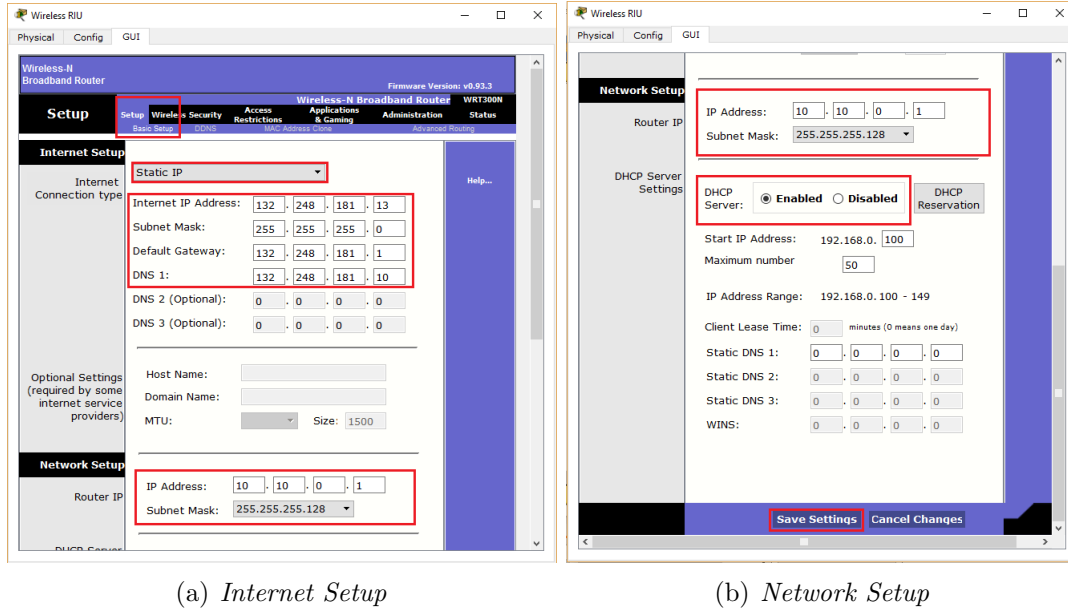 Wireless RIU
Physical Config GUI
Wireless-N
Broadband Router
Firmware Version: v0.93.3
Wireless-N Broadband Router WRT300N
Setup
Setup Wireless Security Access Restrictions Applications & Gaming Administration Status
Basic Setup DDNS MAC Address Clone Advanced Routing
Internet Setup
Internet
Connection type
Static IP
Help...
Internet IP Address: 132 . 248 . 181 . 13
Subnet Mask: 255 . 255 . 255 . 0
Default Gateway: 132 . 248 . 181 . 1
DNS 1: 132 . 248 . 181 . 10
DNS 2 (Optional): 0 . 0 . 0 . 0
DNS 3 (Optional): 0 . 0 . 0 . 0
Optional Settings
(required by some
internet service
providers)
Host Name:
Domain Name:
MTU: Size: 1500
Network Setup
Router IP
IP Address: 10 . 10 . 0 . 1
Subnet Mask: 255.255.255.128
DHCP Server
(a) Internet Setup
Wireless RIU
Physical Config GUI
Network Setup
Router IP
IP Address: 10 . 10 . 0 . 1
Subnet Mask: 255.255.255.128
DHCP Server
Settings
DHCP
Server: Enabled Disabled
DHCP
Reservation
Start IP Address: 192.168.0. 100
Maximum number 50
IP Address Range: 192.168.0.100 - 149
Client Lease Time: 0 minutes (0 means one day)
Static DNS 1: 0 . 0 . 0 . 0
Static DNS 2: 0 . 0 . 0 . 0
Static DNS 3: 0 . 0 . 0 . 0
WINS: 0 . 0 . 0 . 0
Save Settings Cancel Changes
(b) Network Setup